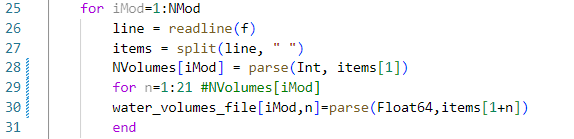 25 for iMod=1:NMod
26 line = readline(f)
27 items = split(line, " ")
28 NVolumes[iMod] = parse(Int, items[1])
29 for n=1:21 #NVolumes[iMod]
30 water_volumes_file[iMod,n]=parse(Float64,items[1+n])
31 end